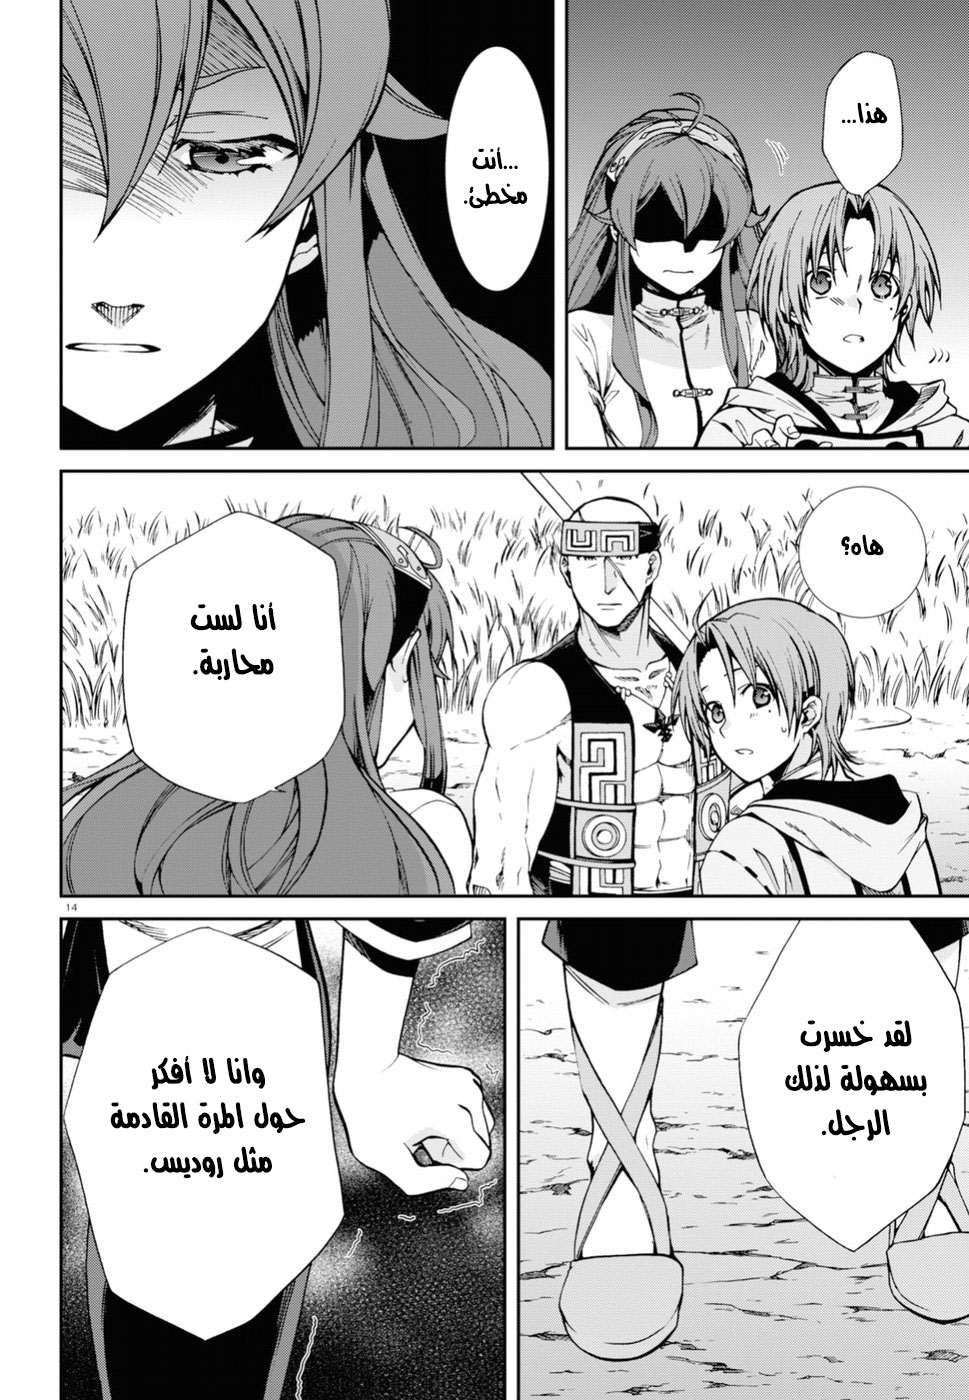 هذا...
...أنت
مخطئ.
هاه؟
أنا لست
محاربة.
14
لقد خسرت
بسهولة لذلك
الرجل.
وانا لا أفكر
حول المرة القادمة
مثل روديس.